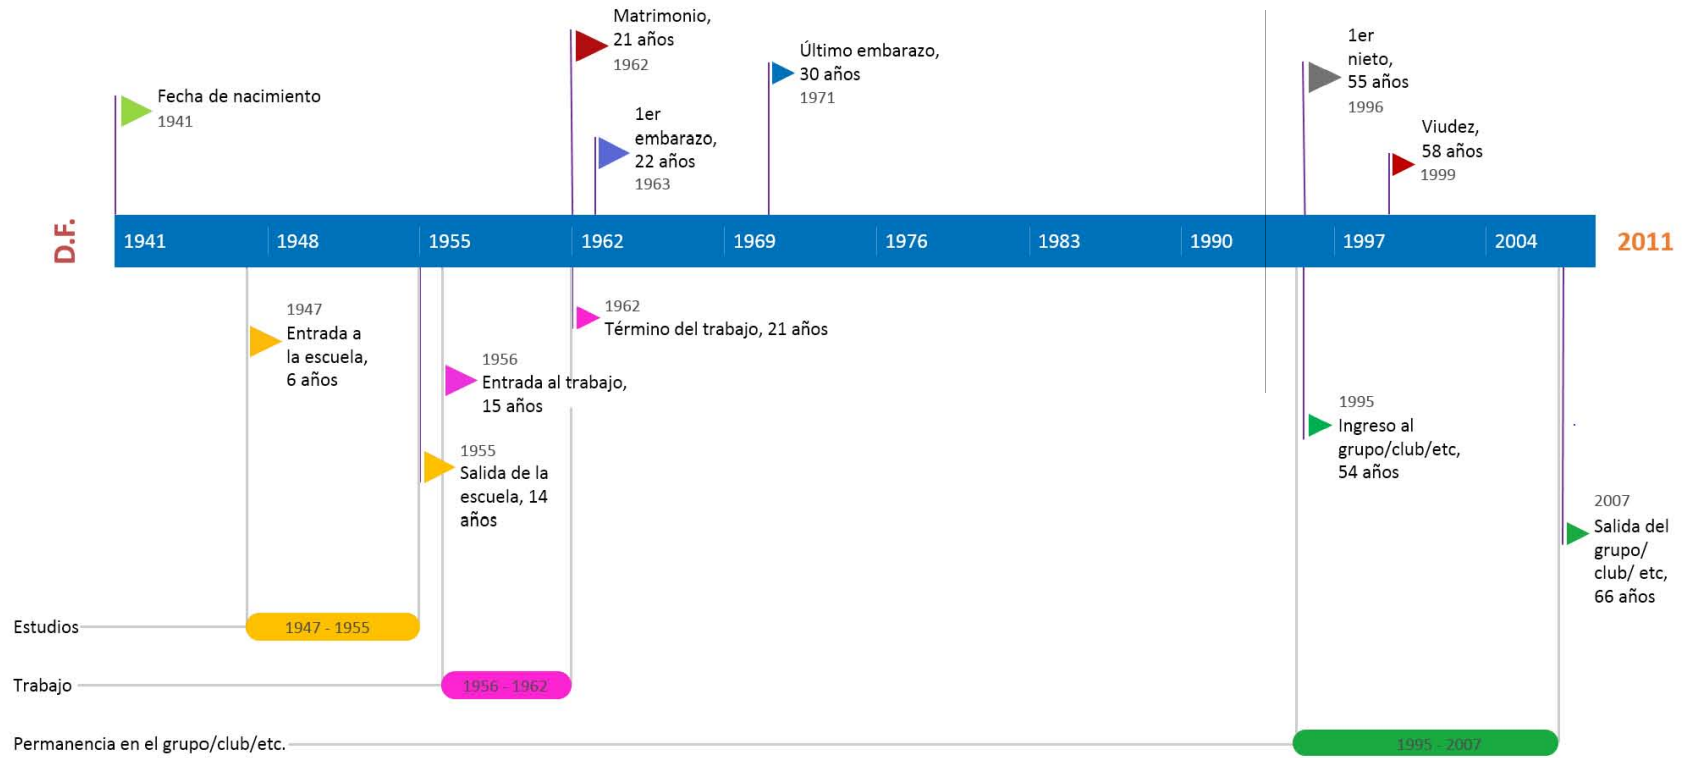 Matrimonio,
21 años
1962
1er
nieto,
55 años
1996
Último embarazo,
30 años
1971
Fecha de nacimiento
1941
1er
embarazo,
22 años
1963
Viudez,
58 años
1999
D.F.
1941 1948 1955 1962 1969 1976 1983 1990 1997 2004 2011
1947
Entrada a
la escuela,
6 años
1962
Término del trabajo, 21 años
1956
Entrada al trabajo,
15 años
1995
Ingreso al
grupo/club/etc,
54 años
1955
Salida de la
escuela, 14
años
2007
Salida del
grupo/
club/ etc,
66 años
Estudios 1947 - 1955
Trabajo 1956 - 1962
Permanencia en el grupo/club/etc. 1995 - 2007